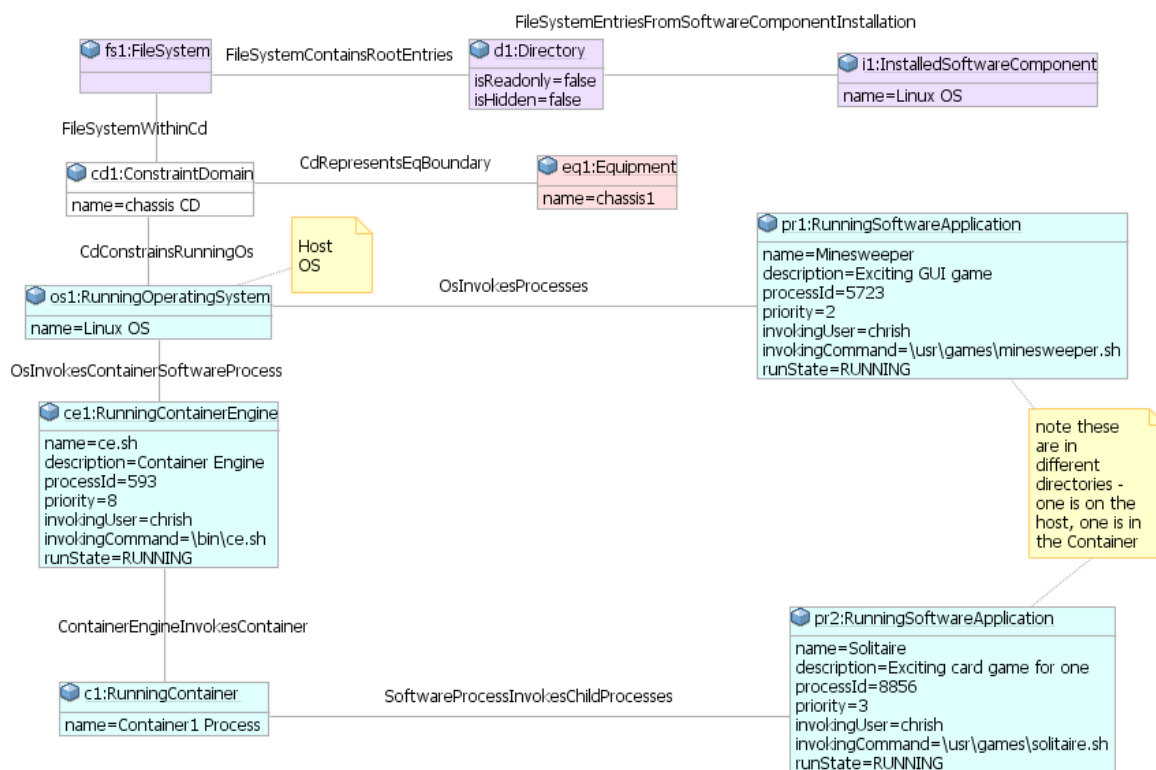 FileSystemEntriesFromSoftwareComponentInstallation
fs1:FileSystem
FileSystemContainsRootEntries
d1:Directory
isReadonly=false
isHidden=false
i1:InstalledSoftwareComponent
name=Linux OS
FileSystemWithinCd
cd1:ConstraintDomain
name=chassis CD
CdRepresentsEqBoundary
eq1:Equipment
name=chassis1
CdConstrainsRunningOs
Host
OS
os1:RunningOperatingSystem
name=Linux OS
OsInvokesProcesses
pr1:RunningSoftwareApplication
name=Minesweeper
description=Exciting GUI game
processId=5723
priority=2
invokingUser=chrish
invokingCommand=\usr\games\minesweeper.sh
runState=RUNNING
OsInvokesContainerSoftwareProcess
ce1:RunningContainerEngine
name=ce.sh
description=Container Engine
processId=593
priority=8
invokingUser=chrish
invokingCommand=\bin\ce.sh
runState=RUNNING
note these
are in
different
directories -
one is on the
host, one is in
the Container
ContainerEngineInvokesContainer
c1:RunningContainer
name=Container1 Process
SoftwareProcessInvokesChildProcesses
pr2:RunningSoftwareApplication
name=Solitaire
description=Exciting card game for one
processId=8856
priority=3
invokingUser=chrish
invokingCommand=\usr\games\solitaire.sh
runState=RUNNING